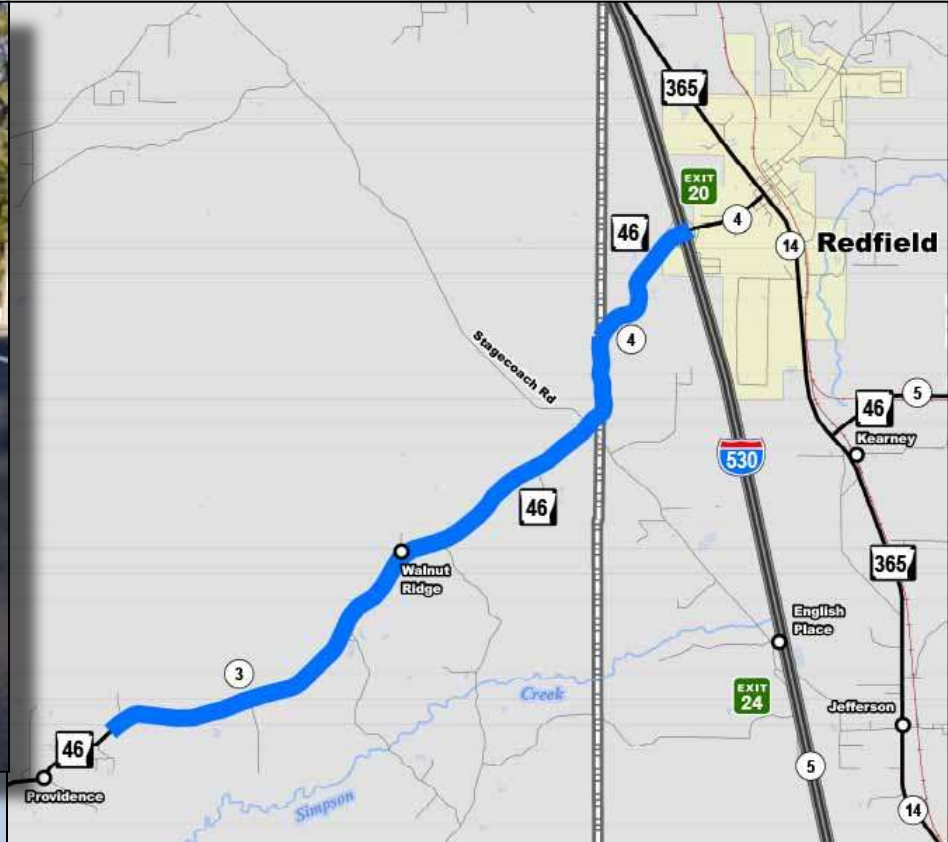 365
EXIT
20
46
4
14
Redfield
4
Stagecoach Rd
46
5
Kearney
530
46
365
Walnut
Ridge
English
Place
3
Creek
EXIT
24
Jefferson
46
5
Providence
Simpson
14